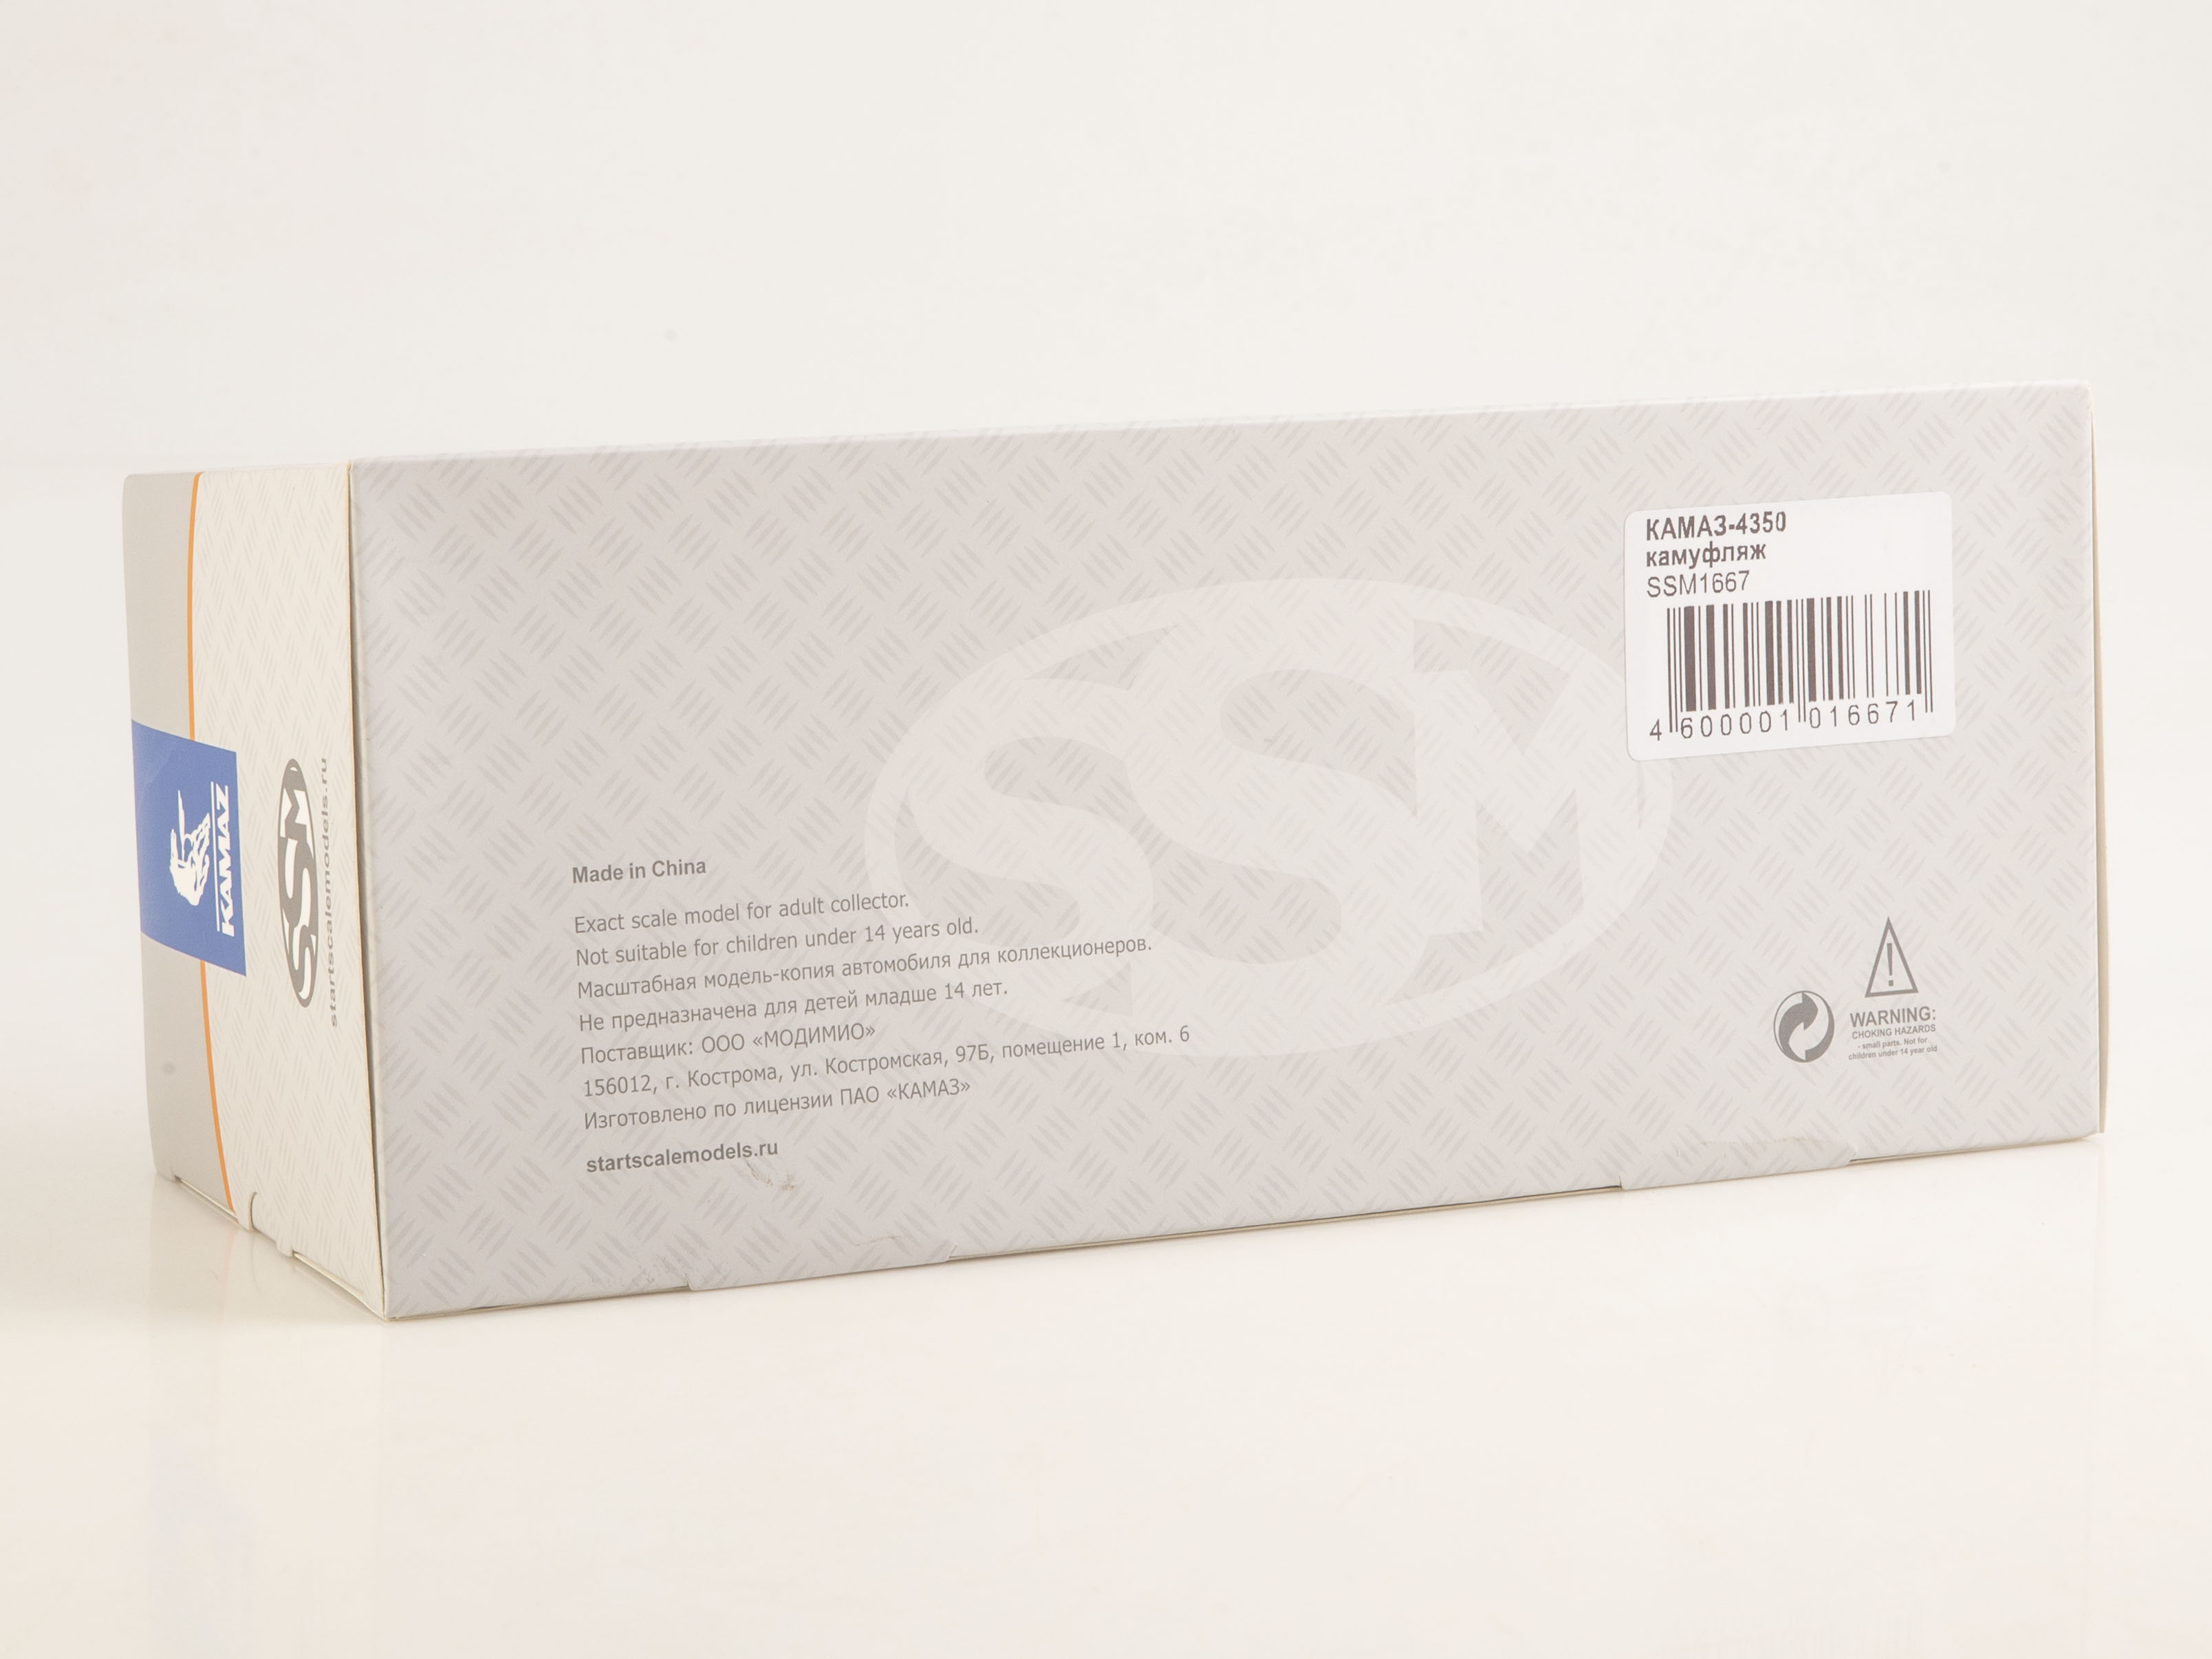 KAMAZ
SSM
startscalemodels.ru
SSM
КАМАЗ-4350
камуфляж
SSM1667
4 600001 016671
Made in China
Exact scale model for adult collector.
Not suitable for children under 14 years old.
Масштабная модель-копия автомобиля для коллекционеров.
Не предназначена для детей младше 14 лет.
Поставщик: ООО «МОДИМИО»
156012, г. Кострома, ул. Костромская, 97Б, помещение 1, ком. 6
Изготовлено по лицензии ПАО «КАМАЗ»
startscalemodels.ru
WARNING:
CHOKING HAZARDS
- small parts. Not for
children under 14 year old